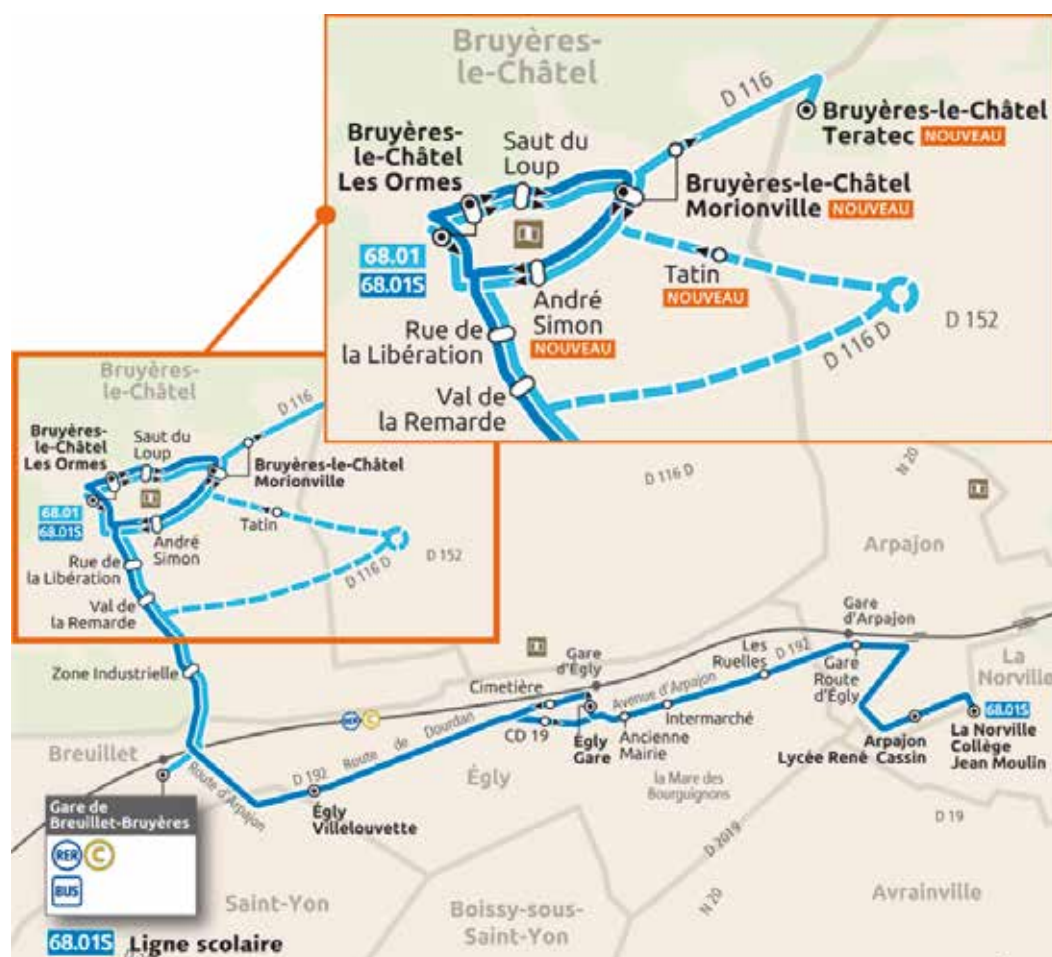 Bruyères-
le-Châtel
D 116
Bruyères-le-Châtel
Teratec NOUVEAU
Bruyères-
le-Châtel
Les Ormes
Saut du
Loup
Bruyères-le-Châtel
Morionville NOUVEAU
68.01
68.01S
Tatin
NOUVEAU
André
Simon
NOUVEAU
Rue de
la Libération
D 116 D
D 152
Val de
la Remarde
Bruyères-
le-Châtel
D 116
Bruyères-
le-Châtel
Les Ormes
Saut du
Loup
Bruyères-le-Châtel
Morionville
68.01
68.01S
Tatin
André
Simon
Rue de
la Libération
D 116 D
D 152
Val de
la Remarde
D 116 D
N 20
Arpajon
Zone Industrielle
Gare
d'Arpajon
Gare
d'Égly
Les
Ruelles
D 192
Gare
Route
d'Égly
La
Norville
Cimetière
Avenue d'Arpajon
Intermarché
68.01S
La Norville
Collège
Jean Moulin
RER C
CD 19
Égly
Gare
Ancienne
Mairie
Arpajon
Lycée René Cassin
Breuillet
Route d'Arpajon
D 192
Route de Dourdan
Égly
la Mare des
Bourguignons
Égly
Villelouvette
Gare de
Breuillet-Bruyères
RER C
BUS
D 2019
D 19
N 20
Saint-Yon
Boissy-sous-
Saint-Yon
Avrainville
68.01S Ligne scolaire